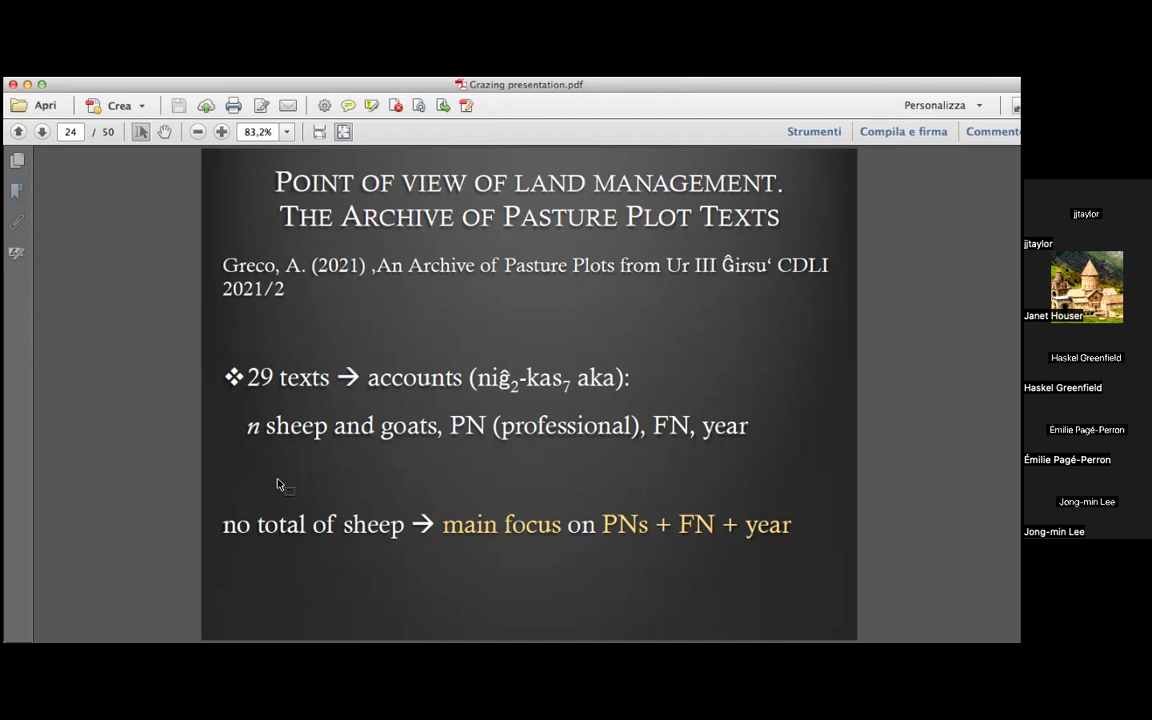 Grazing presentation.pdf
Apri
Crea
Personalizza
24 / 50
83,2%
Strumenti
Compila e firma
Comment
POINT OF VIEW OF LAND MANAGEMENT.
THE ARCHIVE OF PASTURE PLOT TEXTS
Greco, A. (2021) ‚An Archive of Pasture Plots from Ur III Ĝirsu‘ CDLI
2021/2
❖29 texts → accounts (niĝ₂-kas₇ aka):
n sheep and goats, PN (professional), FN, year
no total of sheep → main focus on PNs + FN + year
jjtaylor
jjtaylor
Janet Houser
Haskel Greenfield
Haskel Greenfield
Émilie Pagé-Perron
Émilie Pagé-Perron
Jong-min Lee
Jong-min Lee